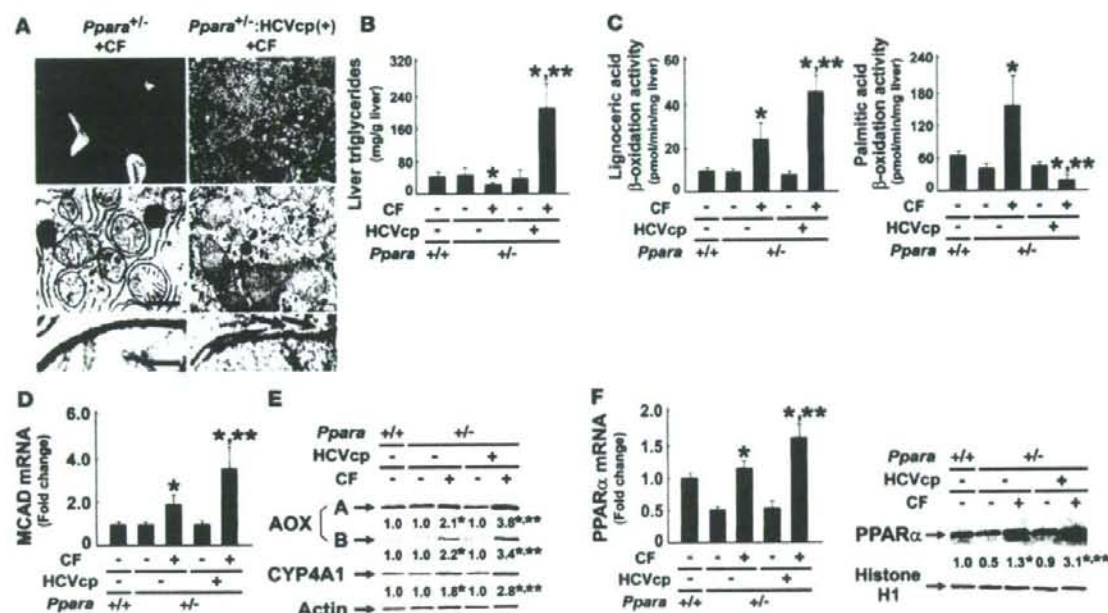 A
Ppara+/-
+CF
Ppara+/-:HCVcp(+)
+CF
B
Liver triglycerides
(mg/g liver)
320
240
160
80
0
*
*,**
CF - - + - +
HCVcp - - +
Ppara +/+ +/-
C
Lignoceric acid
β-oxidation activity
(pmol/min/mg liver)
60
40
20
0
*
*,**
CF - - + - +
HCVcp - - +
Ppara +/+ +/-
Palmitic acid
β-oxidation activity
(pmol/min/mg liver)
240
180
120
60
0
*
*,**
CF - - + - +
HCVcp - - +
+/+ +/-
D
MCAD mRNA
(Fold change)
6.0
4.0
2.0
0
*
*,**
CF - - + - +
HCVcp - - +
Ppara +/+ +/-
E
Ppara +/+ +/-
HCVcp - - +
CF - - + - +
AOX
A
1.0 1.0 2.1* 1.0 3.8*,**
B
1.0 1.0 2.2* 1.0 3.4*,**
CYP4A1
1.0 1.0 1.8* 1.0 2.8*,**
Actin
F
PPARα mRNA
(Fold change)
2.0
1.5
1.0
0.5
0
*
*,**
CF - - + - +
HCVcp - - +
Ppara +/+ +/-
Ppara +/+ +/-
HCVcp - - +
CF - - + - +
PPARα
1.0 0.5 1.3* 0.9 3.1*,**
Histone
H1